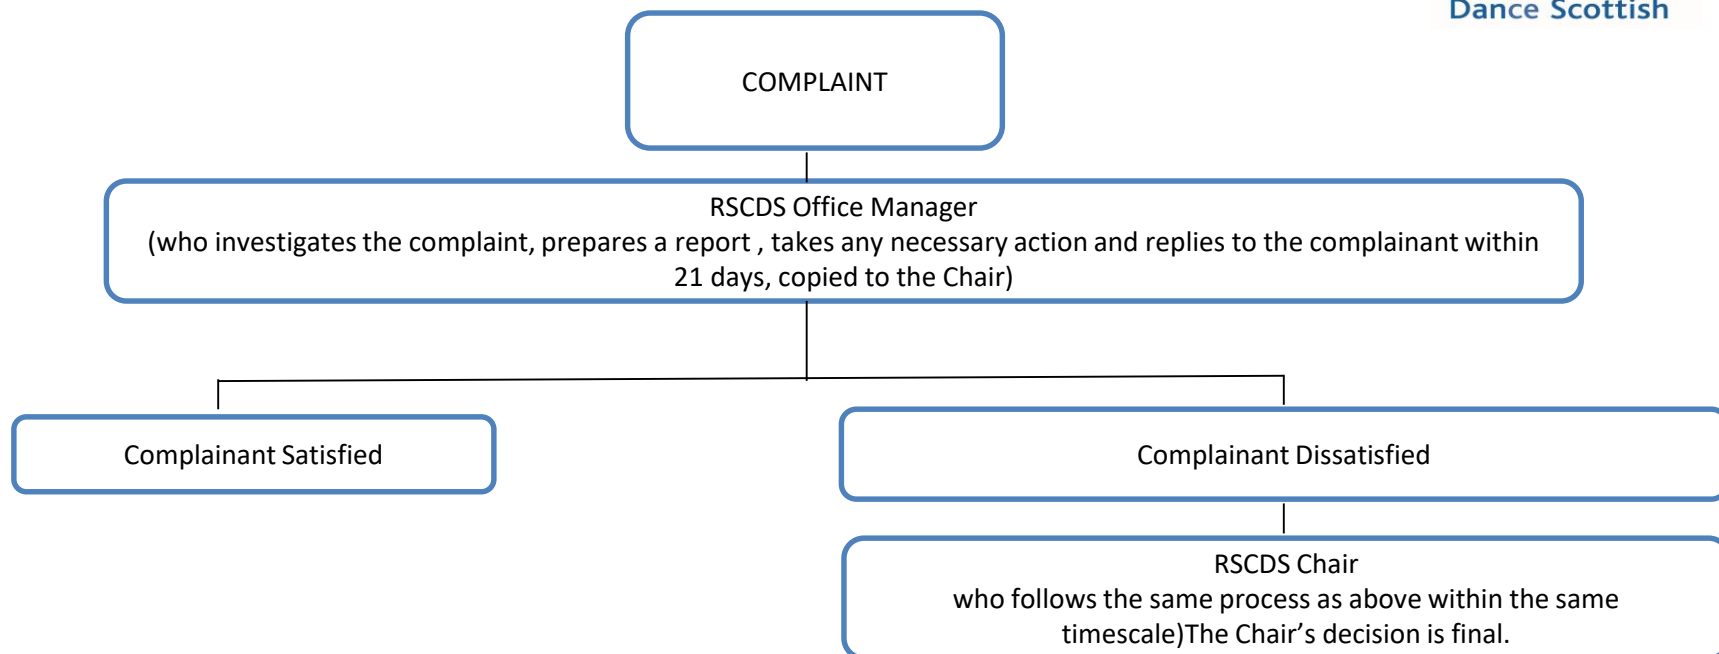 Dance Scottish
COMPLAINT
RSCDS Office Manager
(who investigates the complaint, prepares a report , takes any necessary action and replies to the complainant within
21 days, copied to the Chair)
Complainant Satisfied
Complainant Dissatisfied
RSCDS Chair
who follows the same process as above within the same
timescale)The Chair’s decision is final.